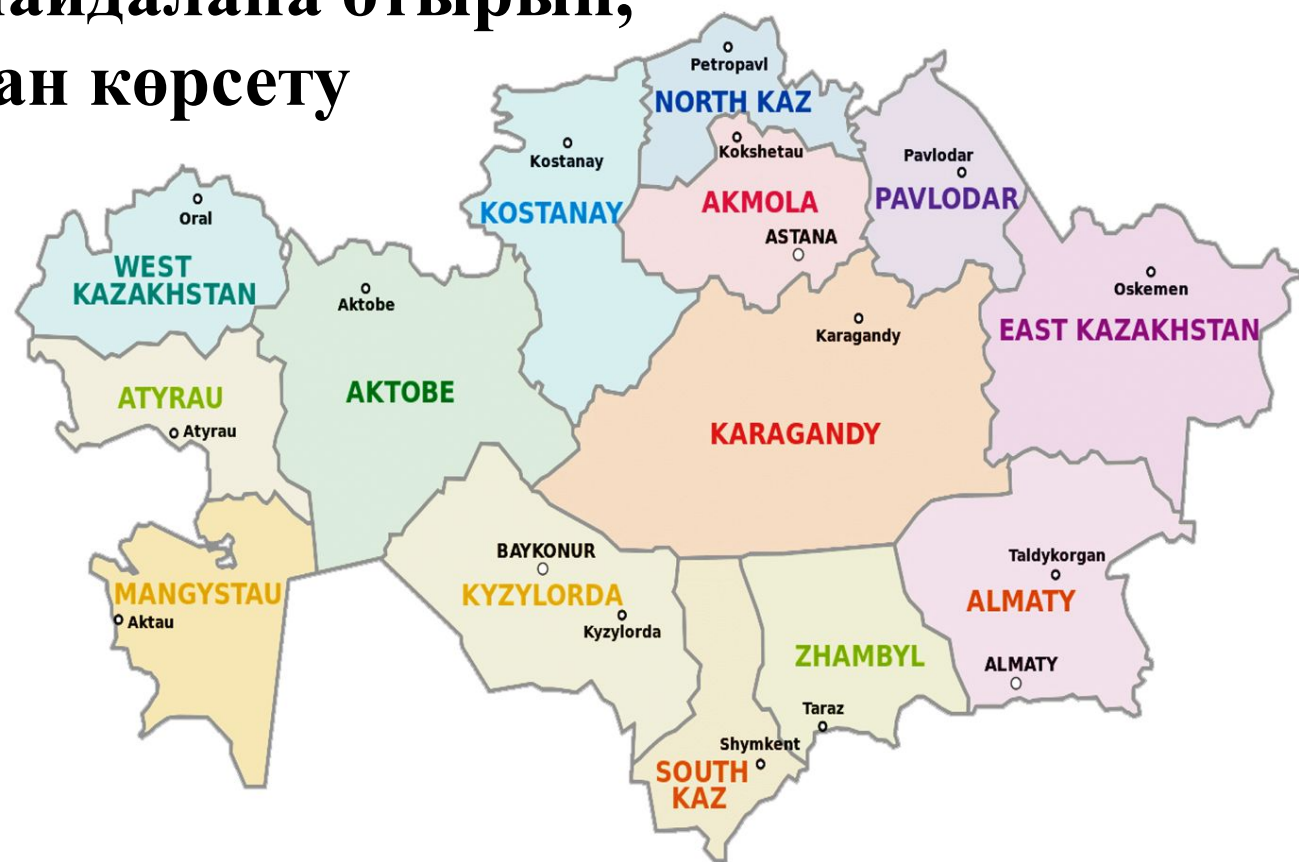 пайдалана отырып,
ан көрсету
Petropavl
NORTH KAZ
Kokshetau
Kostanay
KOSTANAY
AKMOLA
ASTANA
Pavlodar
PAVLODAR
Oral
WEST
KAZAKHSTAN
Aktobe
AKTOBE
Karagandy
KARAGANDY
Oskemen
EAST KAZAKHSTAN
ATYRAU
Atyrau
MANGYSTAU
Aktau
BAYKONUR
KYZYLORDA
Kyzylorda
Taldykorgan
ALMATY
ALMATY
ZHAMBYL
Taraz
Shymkent
SOUTH
KAZ